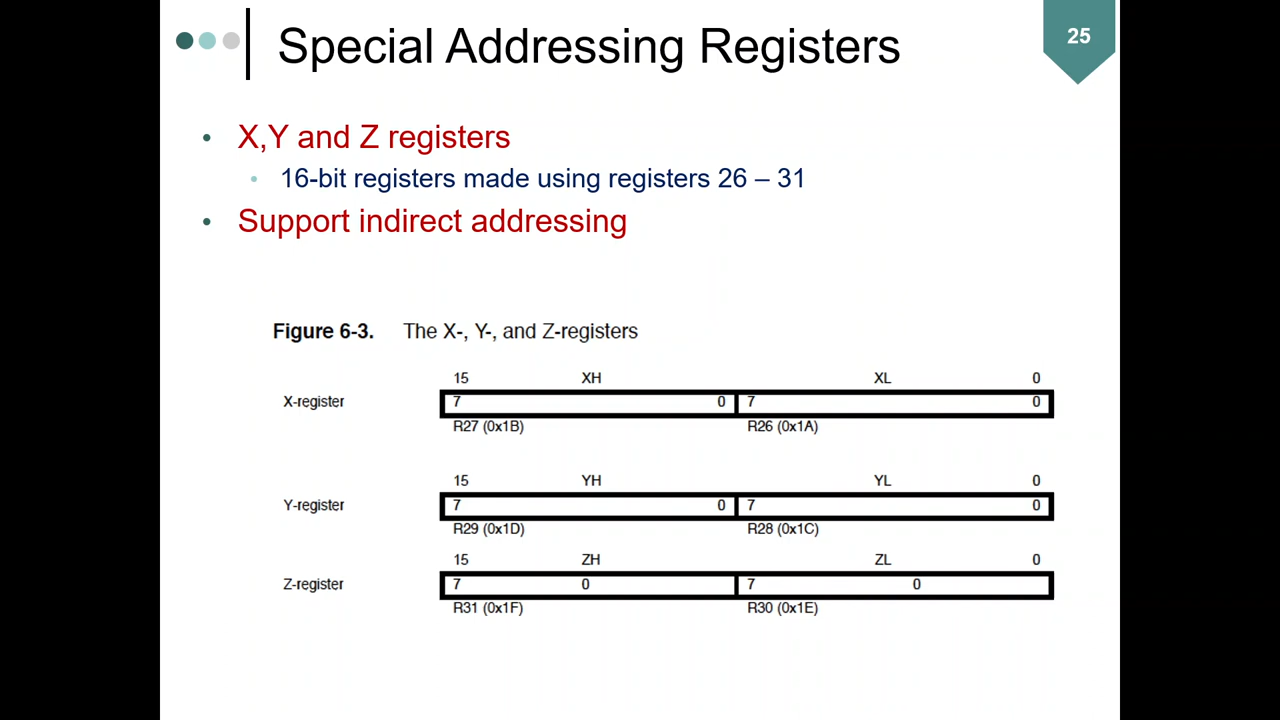 Special Addressing Registers
25
• X,Y and Z registers
• 16-bit registers made using registers 26 – 31
• Support indirect addressing
Figure 6-3. The X-, Y-, and Z-registers
15 XH XL 0
X-register 7 0 7 0
R27 (0x1B) R26 (0x1A)
15 YH YL 0
Y-register 7 0 7 0
R29 (0x1D) R28 (0x1C)
15 ZH ZL 0
Z-register 7 0 7 0
R31 (0x1F) R30 (0x1E)